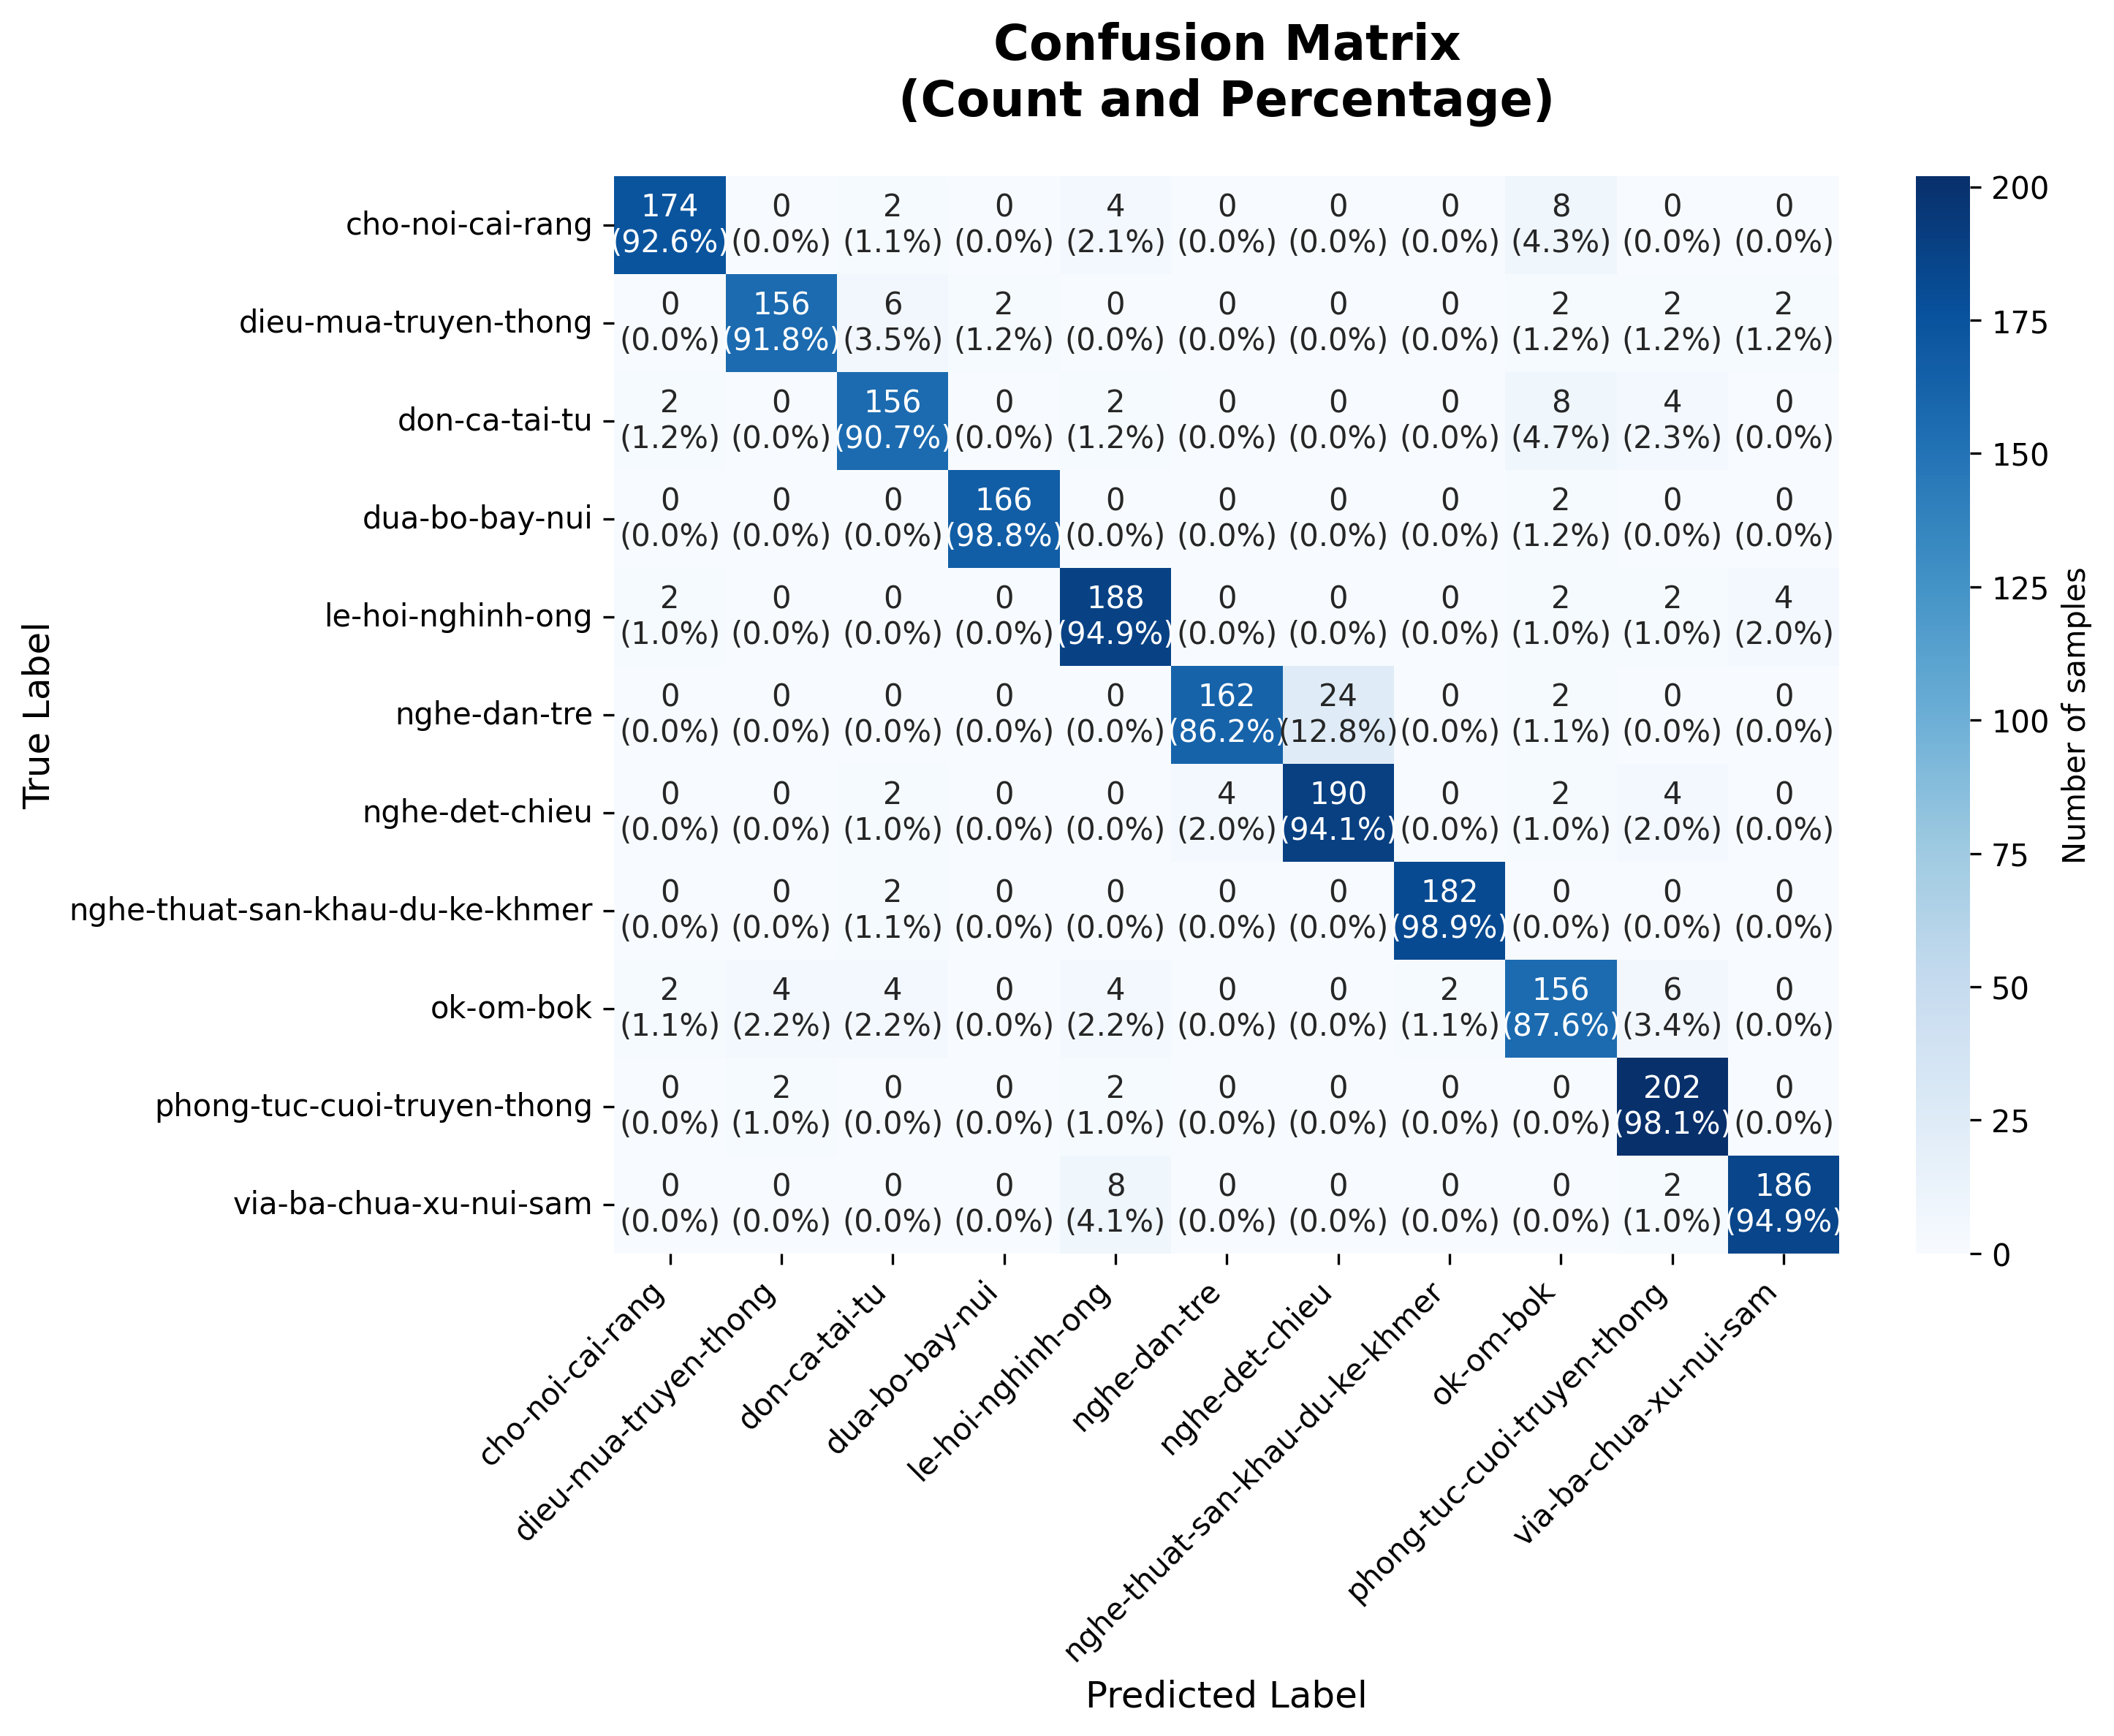 Confusion Matrix
(Count and Percentage)
cho-noi-cai-rang 174 0 2 0 4 0 0 0 8 0 0
(92.6%) (0.0%) (1.1%) (0.0%) (2.1%) (0.0%) (0.0%) (0.0%) (4.3%) (0.0%) (0.0%)
dieu-mua-truyen-thong 0 156 6 2 0 0 0 0 2 2 2
(0.0%) (91.8%) (3.5%) (1.2%) (0.0%) (0.0%) (0.0%) (0.0%) (1.2%) (1.2%) (1.2%)
don-ca-tai-tu 2 0 156 0 2 0 0 0 8 4 0
(1.2%) (0.0%) (90.7%) (0.0%) (1.2%) (0.0%) (0.0%) (0.0%) (4.7%) (2.3%) (0.0%)
dua-bo-bay-nui 0 0 0 166 0 0 0 0 2 0 0
(0.0%) (0.0%) (0.0%) (98.8%) (0.0%) (0.0%) (0.0%) (0.0%) (1.2%) (0.0%) (0.0%)
le-hoi-nghinh-ong 2 0 0 0 188 0 0 0 2 2 4
(1.0%) (0.0%) (0.0%) (0.0%) (94.9%) (0.0%) (0.0%) (0.0%) (1.0%) (1.0%) (2.0%)
nghe-dan-tre 0 0 0 0 0 162 24 0 2 0 0
(0.0%) (0.0%) (0.0%) (0.0%) (0.0%) (86.2%) (12.8%) (0.0%) (1.1%) (0.0%) (0.0%)
nghe-det-chieu 0 0 2 0 0 4 190 0 2 4 0
(0.0%) (0.0%) (1.0%) (0.0%) (0.0%) (2.0%) (94.1%) (0.0%) (1.0%) (2.0%) (0.0%)
nghe-thuat-san-khau-du-ke-khmer 0 0 2 0 0 0 0 182 0 0 0
(0.0%) (0.0%) (1.1%) (0.0%) (0.0%) (0.0%) (0.0%) (98.9%) (0.0%) (0.0%) (0.0%)
ok-om-bok 2 4 4 0 4 0 0 2 156 6 0
(1.1%) (2.2%) (2.2%) (0.0%) (2.2%) (0.0%) (0.0%) (1.1%) (87.6%) (3.4%) (0.0%)
phong-tuc-cuoi-truyen-thong 0 2 0 0 2 0 0 0 0 202 0
(0.0%) (1.0%) (0.0%) (0.0%) (1.0%) (0.0%) (0.0%) (0.0%) (0.0%) (98.1%) (0.0%)
via-ba-chua-xu-nui-sam 0 0 0 0 8 0 0 0 0 2 186
(0.0%) (0.0%) (0.0%) (0.0%) (4.1%) (0.0%) (0.0%) (0.0%) (0.0%) (1.0%) (94.9%)
True Label
cho-noi-cai-rang
dieu-mua-truyen-thong
don-ca-tai-tu
dua-bo-bay-nui
le-hoi-nghinh-ong
nghe-dan-tre
nghe-det-chieu
nghe-thuat-san-khau-du-ke-khmer
ok-om-bok
phong-tuc-cuoi-truyen-thong
via-ba-chua-xu-nui-sam
Predicted Label
200
175
150
125
100
75
50
25
0
Number of samples